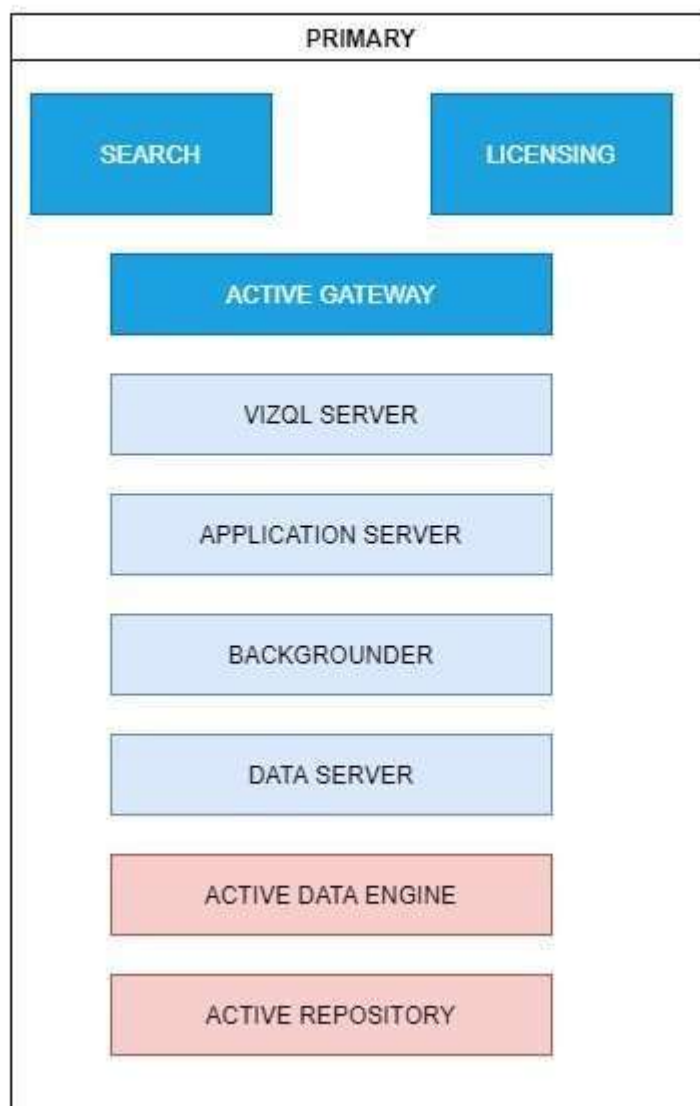 PRIMARY
SEARCH
LICENSING
ACTIVE GATEWAY
VIZQL SERVER
APPLICATION SERVER
BACKGROUNDER
DATA SERVER
ACTIVE DATA ENGINE
ACTIVE REPOSITORY